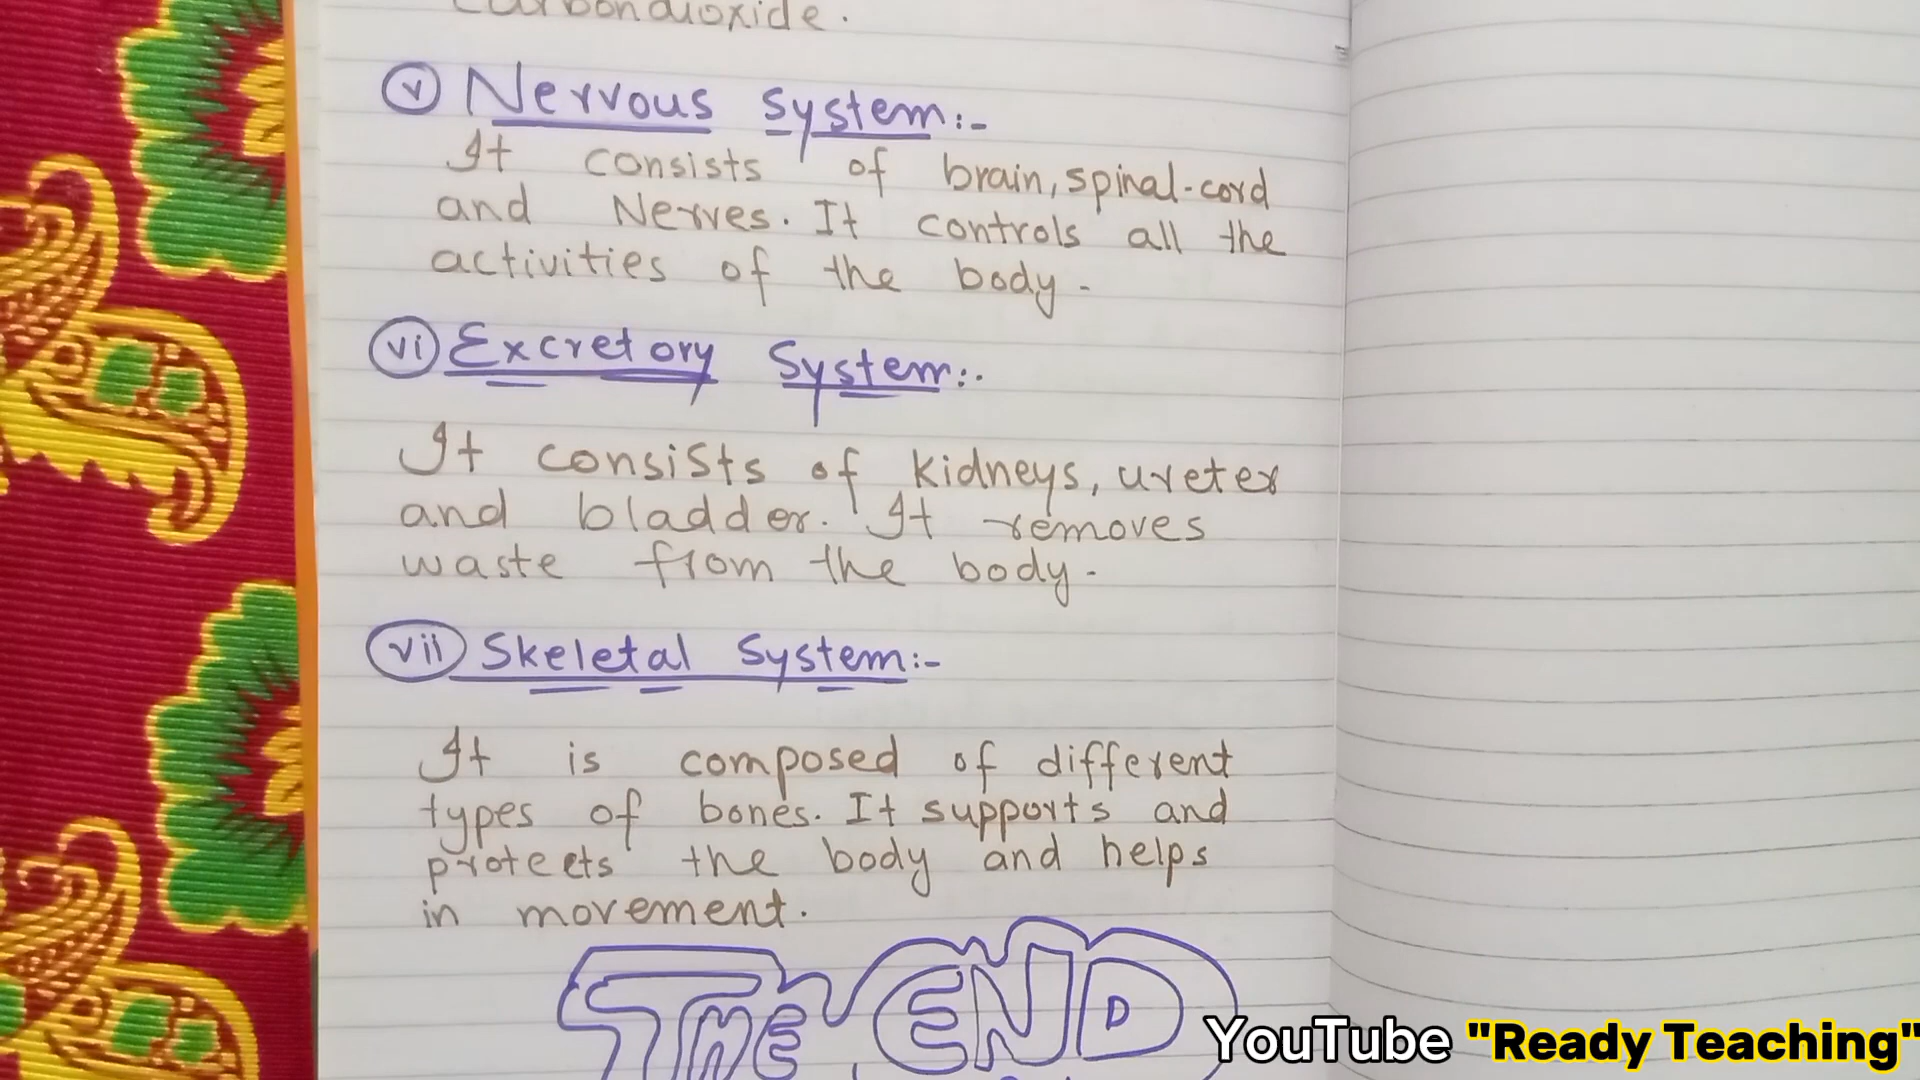 Carbondioxide.
(v) Nervous System:-
It consists of brain, spinal-cord
and Nerves. It controls all the
activities of the body.
(vi) Excretory System:-
It consists of kidneys, ureter
and bladder. It removes
waste from the body.
(vii) Skeletal System:-
It is composed of different
types of bones. It supports and
protects the body and helps
in movement.
THE END
YouTube "Ready Teaching"